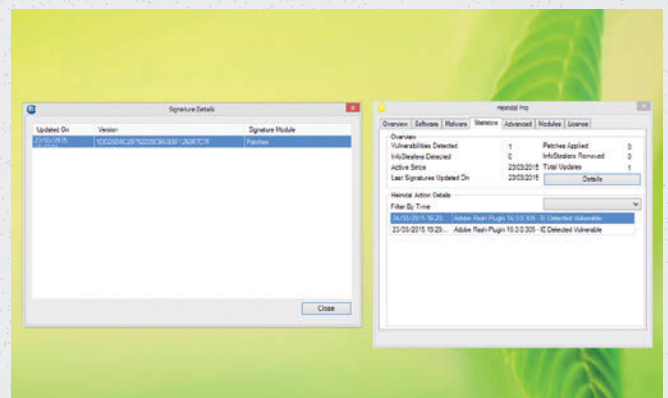 Signature Details
Updated On Version Signature Module
23/03/2015 Patches
Close
Heimdal Pro
Overview Software Malware Statistics Advanced Modules License
Overview
Vulnerabilities Detected 1 Patches Applied 0
InfoStealers Detected 0 InfoStealers Removed 0
Active Since 23/03/2015 Total Updates 1
Last Signatures Updated On 23/03/2015 Details
Heimdal Action Details
Filter By Time
24/03/2015 16:20 Adobe Flash Plugin 16.0.0.305 - IE Detected Vulnerable
23/03/2015 19:29... Adobe Flash Plugin 16.0.0.305 - IE Detected Vulnerable